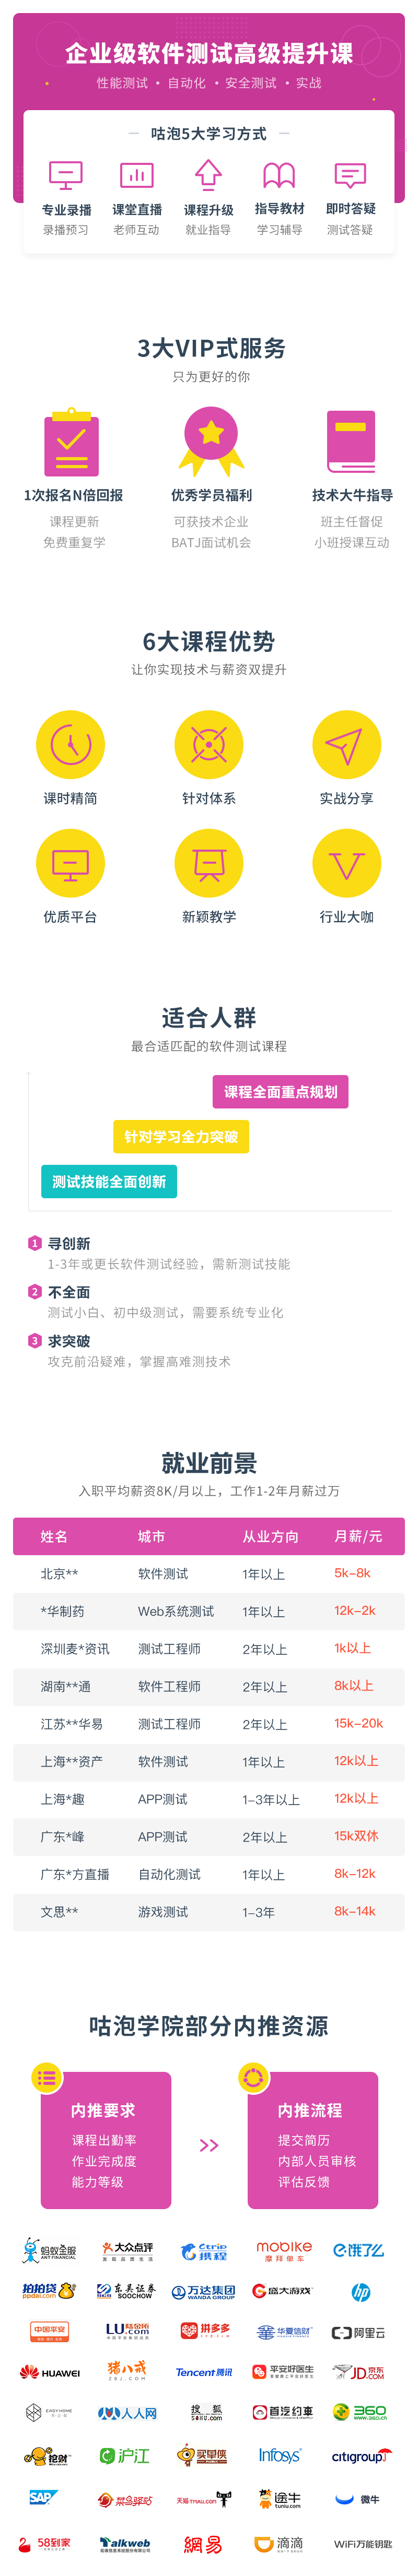 企业级软件测试高级提升课
性能测试 • 自动化 • 安全测试 • 实战
咕泡5大学习方式
专业录播 课堂直播 课程升级 指导教材 即时答疑
录播预习 老师互动 就业指导 学习辅导 测试答疑
3大VIP式服务
只为更好的你
1次报名N倍回报 优秀学员福利 技术大牛指导
课程更新 可获技术企业 班主任督促
免费重复学 BATJ面试机会 小班授课互动
6大课程优势
让你实现技术与薪资双提升
课时精简 针对体系 实战分享
优质平台 新颖教学 行业大咖
适合人群
最合适匹配的软件测试课程
课程全面重点规划
针对学习全力突破
测试技能全面创新
1 寻创新
1-3年或更长软件测试经验，需新测试技能
2 不全面
测试小白、初中级测试，需要系统专业化
3 求突破
攻克前沿疑难，掌握高难测技术
就业前景
入职平均薪资8K/月以上，工作1-2年月薪过万
姓名 城市 从业方向 月薪/元
北京** 软件测试 1年以上 5k-8k
*华制药 Web系统测试 1年以上 12k-2k
深圳麦*资讯 测试工程师 2年以上 1k以上
湖南**通 软件工程师 2年以上 8k以上
江苏**华易 测试工程师 2年以上 15k-20k
上海**资产 软件测试 1年以上 12k以上
上海*趣 APP测试 1-3年以上 12k以上
广东*峰 APP测试 2年以上 15k双休
广东*方直播 自动化测试 1年以上 8k-12k
文思** 游戏测试 1-3年 8k-14k
咕泡学院部分内推资源
内推要求 内推流程
课程出勤率 提交简历
作业完成度 内部人员审核
能力等级 评估反馈
蚂蚁金服 大众点评 Ctrip mobike 饿了么
ANT FINANCIAL 发现品质生活 携程 摩拜单车
拍拍贷 东吴证券 万达集团 盛大游戏 hp
ppdai.com SOOCHOW WANDA GROUP
中国平安 LU 陆金所 拼多多 华夏信财 阿里云
HUAWEI 猪八戒 Tencent 腾讯 平安好医生 JD 京东
ZBJ.COM
EASYHOME 人人网 搜狐 首汽约车 360
SOHU.COM www.360.cn
挖财 沪江 买单侠 Infosys citigroup
SAP 菜鸟驿站 天猫 TMALL.COM 途牛 微牛
tuniu.com
58到家 Talkweb 網易 滴滴 WiFi万能钥匙